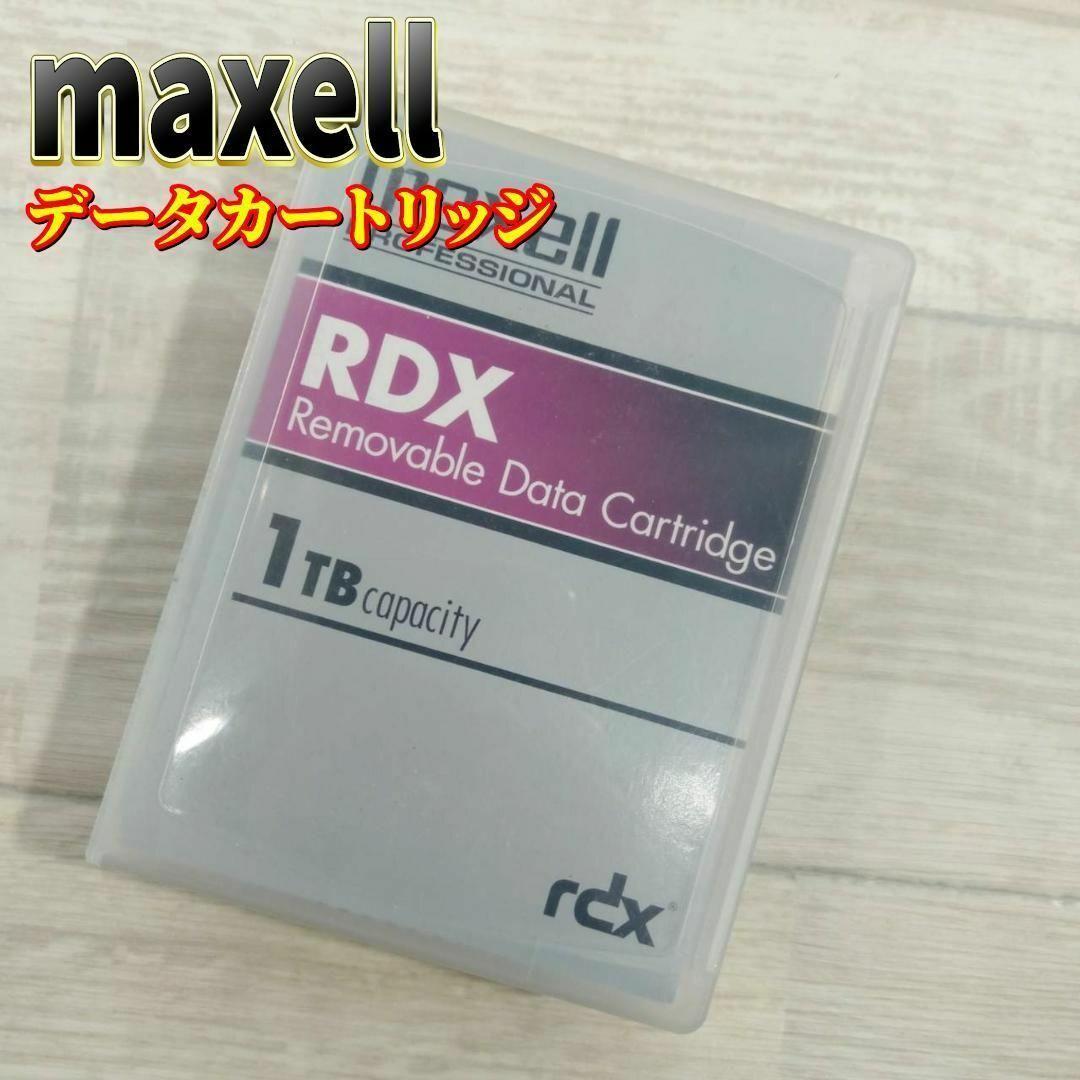 maxell
データカートリッジ
maxell
PROFESSIONAL
RDX
Removable Data Cartridge
1TB capacity
rdx®